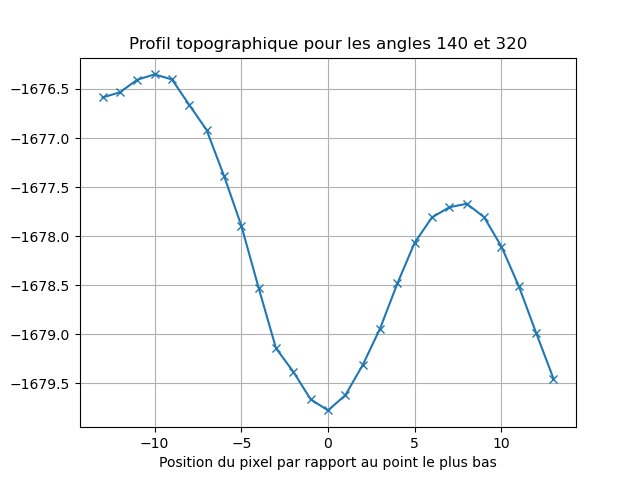 Profil topographique pour les angles 140 et 320
−1676.5
−1677.0
−1677.5
−1678.0
−1678.5
−1679.0
−1679.5
−10 −5 0 5 10
Position du pixel par rapport au point le plus bas